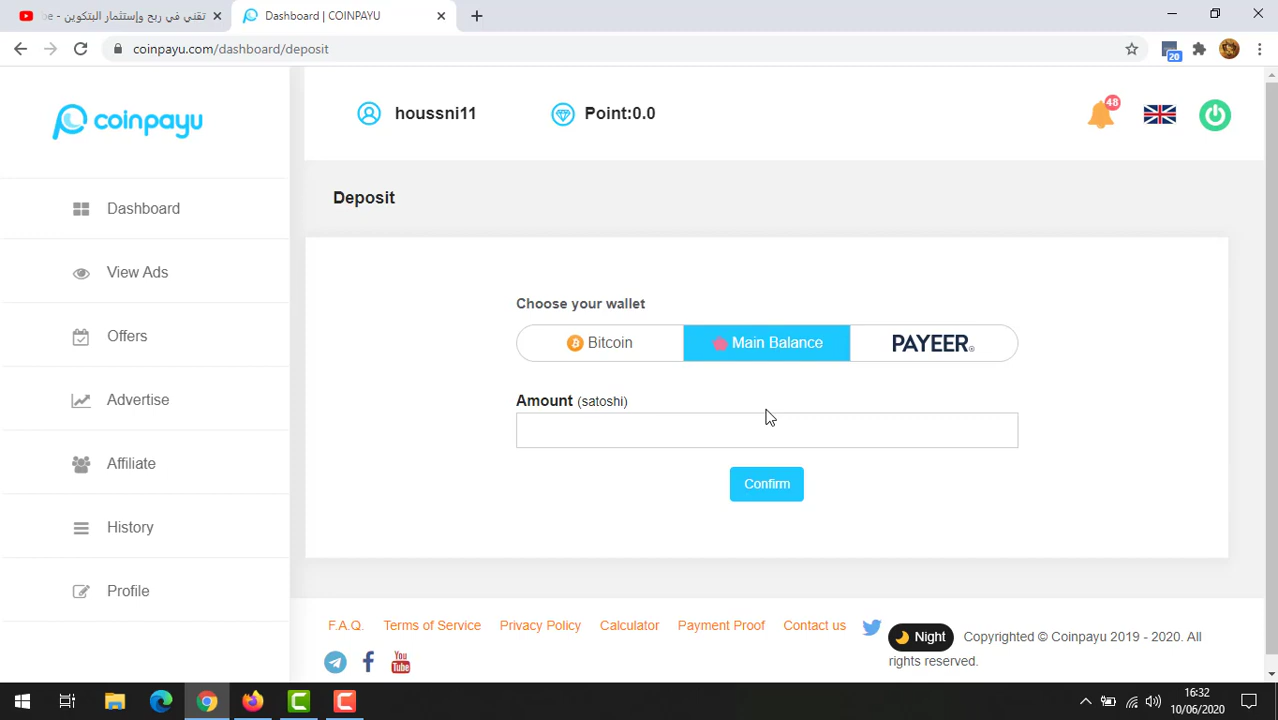 تقني في ربح وإستثمار البتكوين - be
Dashboard | COINPAYU
coinpayu.com/dashboard/deposit
20
coinpayu
houssni11
Point:0.0
48
Dashboard
View Ads
Offers
Advertise
Affiliate
History
Profile
Deposit
Choose your wallet
Bitcoin
Main Balance
PAYEER®
Amount (satoshi)
Confirm
F.A.Q.
Terms of Service
Privacy Policy
Calculator
Payment Proof
Contact us
Night
Copyrighted © Coinpayu 2019 - 2020. All
rights reserved.
You
Tube
16:32
10/06/2020